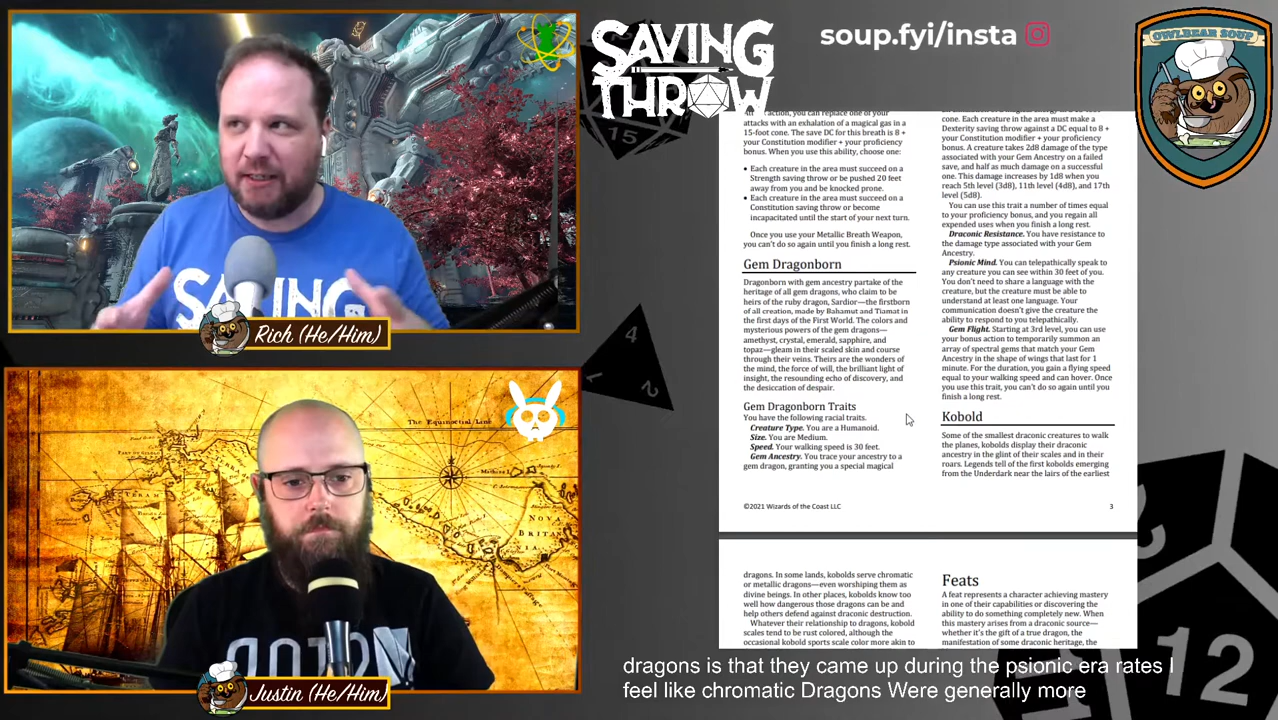 SAVING
THROW
soup.fyi/insta
OWLBEAR SOUP
Rich (He/Him)
action, you can replace one of your
attacks with an exhalation of a magical gas in a
15-foot cone. The save DC for this breath is 8 +
your Constitution modifier + your proficiency
bonus. When you use this ability, choose one:
• Each creature in the area must succeed on a
Strength saving throw or be pushed 20 feet
away from you and be knocked prone.
• Each creature in the area must succeed on a
Constitution saving throw or become
incapacitated until the start of your next turn.
Once you use your Metallic Breath Weapon,
you can't do so again until you finish a long rest.
Gem Dragonborn
Dragonborn with gem ancestry partake of the
heritage of all gem dragons, who claim to be
heirs of the ruby dragon, Sardior—the firstborn
of all creation, made by Bahamut and Tiamat in
the first days of the First World. The colors and
mysterious powers of the gem dragons—
amethyst, crystal, emerald, sapphire, and
topaz—gleam in their scaled skin and course
through their veins. Theirs are the wonders of
the mind, the force of will, the brilliant light of
insight, the resounding echo of discovery, and
the desiccation of despair.
Gem Dragonborn Traits
You have the following racial traits.
Creature Type. You are a Humanoid.
Size. You are Medium.
Speed. Your walking speed is 30 feet.
Gem Ancestry. You trace your ancestry to a
gem dragon, granting you a special magical
cone. Each creature in the area must make a
Dexterity saving throw against a DC equal to 8 +
your Constitution modifier + your proficiency
bonus. A creature takes 2d8 damage of the type
associated with your Gem Ancestry on a failed
save, and half as much damage on a successful
one. This damage increases by 1d8 when you
reach 5th level (3d8), 11th level (4d8), and 17th
level (5d8).
You can use this trait a number of times equal
to your proficiency bonus, and you regain all
expended uses when you finish a long rest.
Draconic Resistance. You have resistance to
the damage type associated with your Gem
Ancestry.
Psionic Mind. You can telepathically speak to
any creature you can see within 30 feet of you.
You don't need to share a language with the
creature, but the creature must be able to
understand at least one language. Your
communication doesn't give the creature the
ability to respond to you telepathically.
Gem Flight. Starting at 3rd level, you can use
your bonus action to temporarily summon an
array of spectral gems that match your Gem
Ancestry in the shape of wings that last for 1
minute. For the duration, you gain a flying speed
equal to your walking speed and can hover. Once
you use this trait, you can't do so again until you
finish a long rest.
Kobold
Some of the smallest draconic creatures to walk
the planes, kobolds display their draconic
ancestry in the glint of their scales and in their
roars. Legends tell of the first kobolds emerging
from the Underdark near the lairs of the earliest
©2021 Wizards of the Coast LLC
3
dragons. In some lands, kobolds serve chromatic
or metallic dragons—even worshiping them as
divine beings. In other places, kobolds know too
well how dangerous those dragons can be and
help others defend against draconic destruction.
Whatever their relationship to dragons, kobold
scales tend to be rust colored, although the
occasional kobold sports scale color more akin to
Feats
A feat represents a character achieving mastery
in one of their capabilities or discovering the
ability to do something completely new. When
this mastery arises from a draconic source—
whether it's the gift of a true dragon, the
manifestation of some draconic heritage, the
Justin (He/Him)
dragons is that they came up during the psionic era rates I
feel like chromatic Dragons Were generally more
15
4
2
12